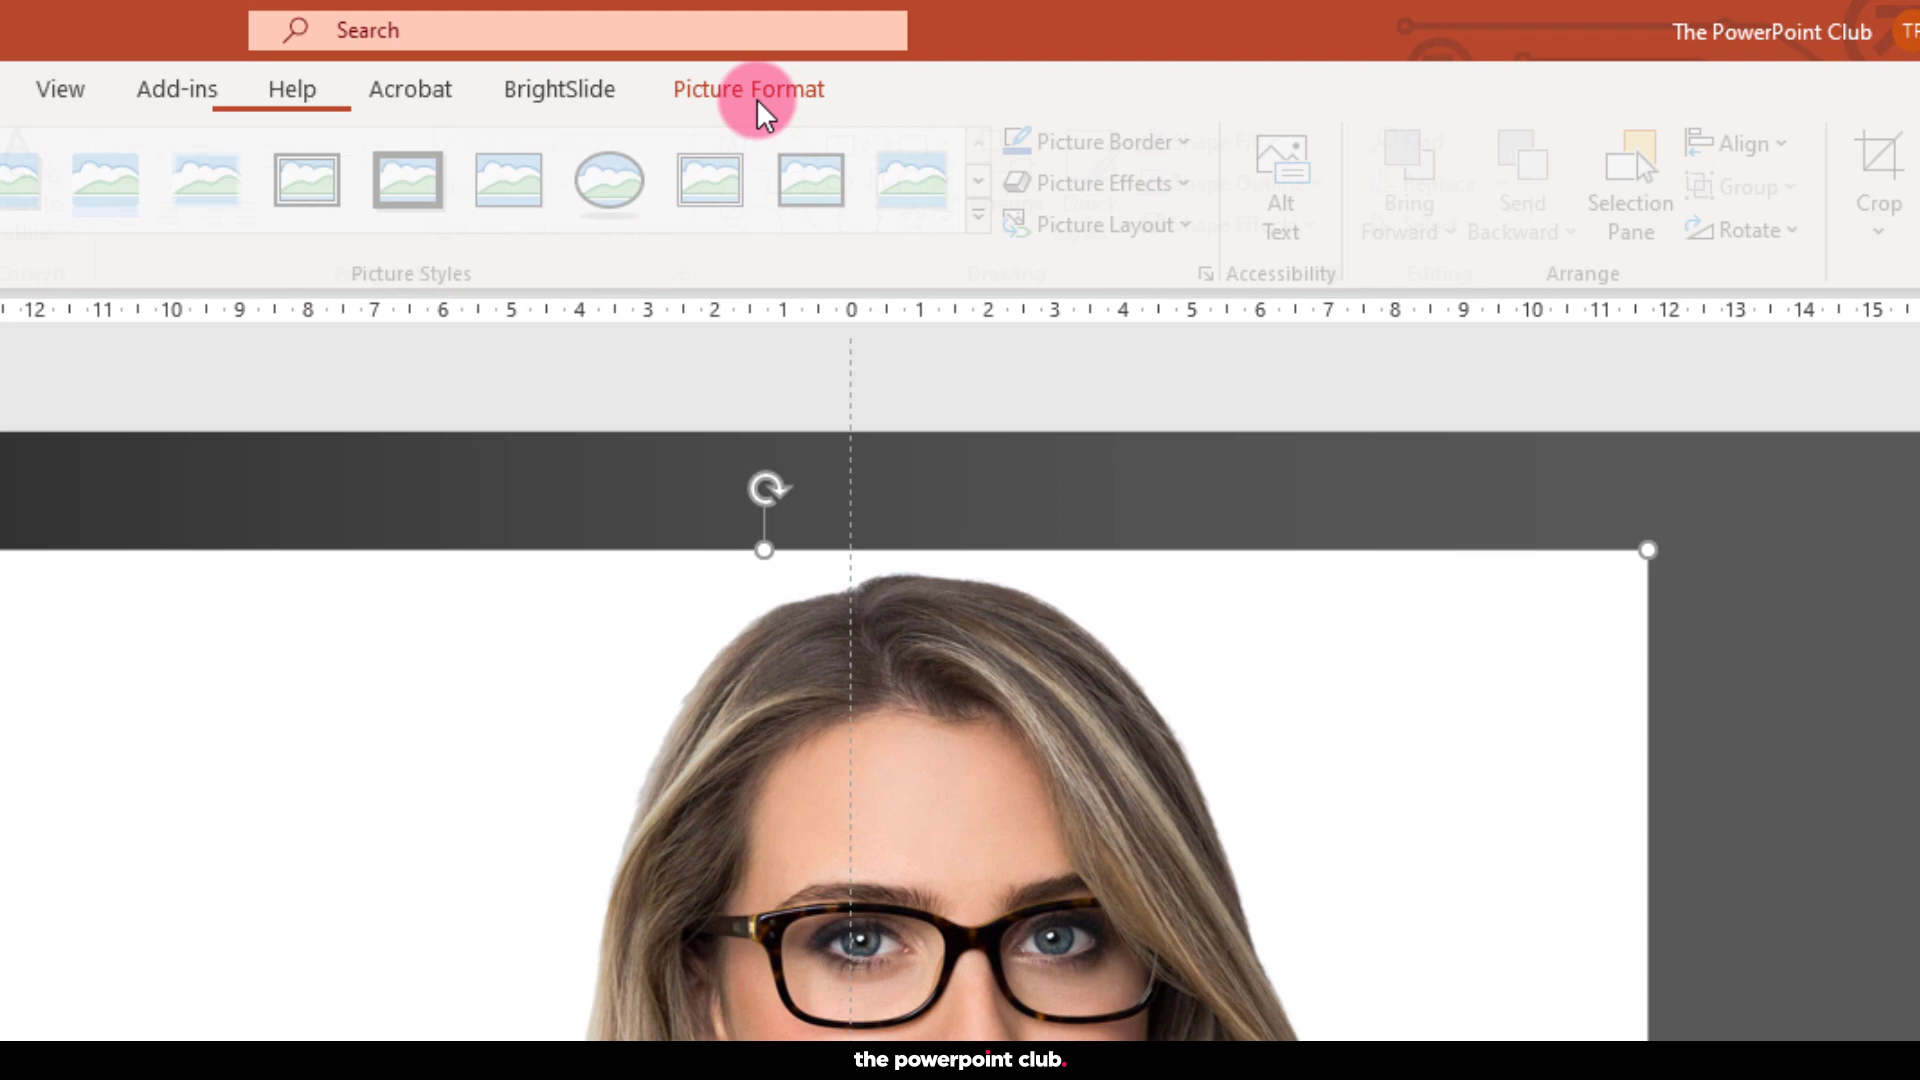 Search
The PowerPoint Club
View Add-ins Help Acrobat BrightSlide Picture Format
Picture Border
Picture Effects
Picture Layout
Alt Text
Bring Forward
Send Backward
Selection Pane
Align
Group
Rotate
Crop
Picture Styles
Drawing
Accessibility
Editing
Arrange
12 11 10 9 8 7 6 5 4 3 2 1 0 1 2 3 4 5 6 7 8 9 10 11 12 13 14 15
the powerpoint club.